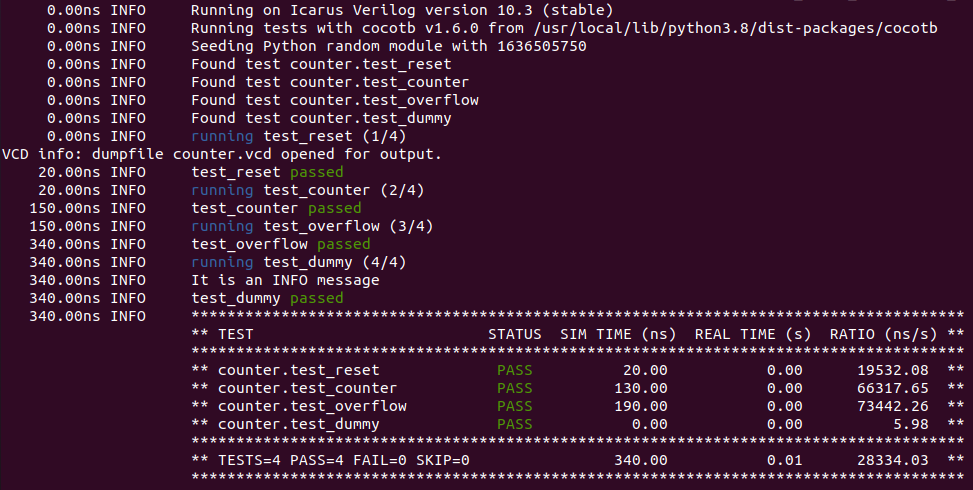 0.00ns INFO     Running on Icarus Verilog version 10.3 (stable)
0.00ns INFO     Running tests with cocotb v1.6.0 from /usr/local/lib/python3.8/dist-packages/cocotb
0.00ns INFO     Seeding Python random module with 1636505750
0.00ns INFO     Found test counter.test_reset
0.00ns INFO     Found test counter.test_counter
0.00ns INFO     Found test counter.test_overflow
0.00ns INFO     Found test counter.test_dummy
0.00ns INFO     running test_reset (1/4)
VCD info: dumpfile counter.vcd opened for output.
20.00ns INFO     test_reset passed
20.00ns INFO     running test_counter (2/4)
150.00ns INFO     test_counter passed
150.00ns INFO     running test_overflow (3/4)
340.00ns INFO     test_overflow passed
340.00ns INFO     running test_dummy (4/4)
340.00ns INFO     It is an INFO message
340.00ns INFO     test_dummy passed
340.00ns INFO     **************************************************************************************
** TEST                          STATUS  SIM TIME (ns)  REAL TIME (s)  RATIO (ns/s) **
**************************************************************************************
** counter.test_reset             PASS          20.00           0.00      19532.08  **
** counter.test_counter           PASS         130.00           0.00      66317.65  **
** counter.test_overflow          PASS         190.00           0.00      73442.26  **
** counter.test_dummy             PASS           0.00           0.00          5.98  **
**************************************************************************************
** TESTS=4 PASS=4 FAIL=0 SKIP=0                340.00           0.01      28334.03  **
**************************************************************************************